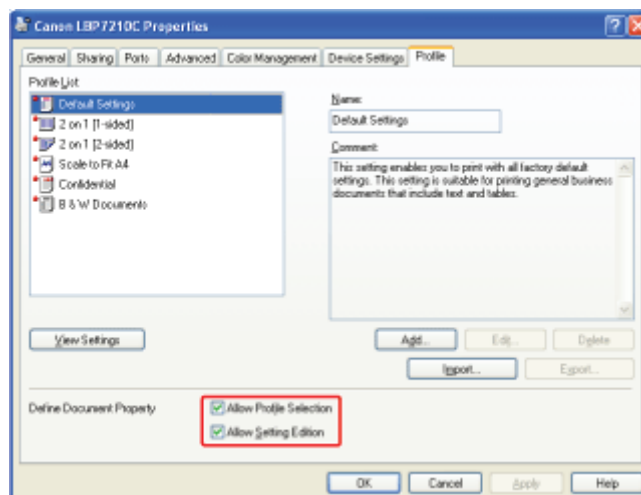 Canon LBP7210C Properties
General Sharing Ports Advanced Color Management Device Settings Profile
Profile List:
Default Settings
2 on 1 [1-sided]
2 on 1 [2-sided]
Scale to Fit A4
Confidential
B & W Documents
Name:
Default Settings
Comment:
This setting enables you to print with all factory default
settings. This setting is suitable for printing general business
documents that include text and tables.
View Settings
Add... Edit... Delete
Import... Export...
Define Document Property
Allow Profile Selection
Allow Setting Edition
OK Cancel Apply Help